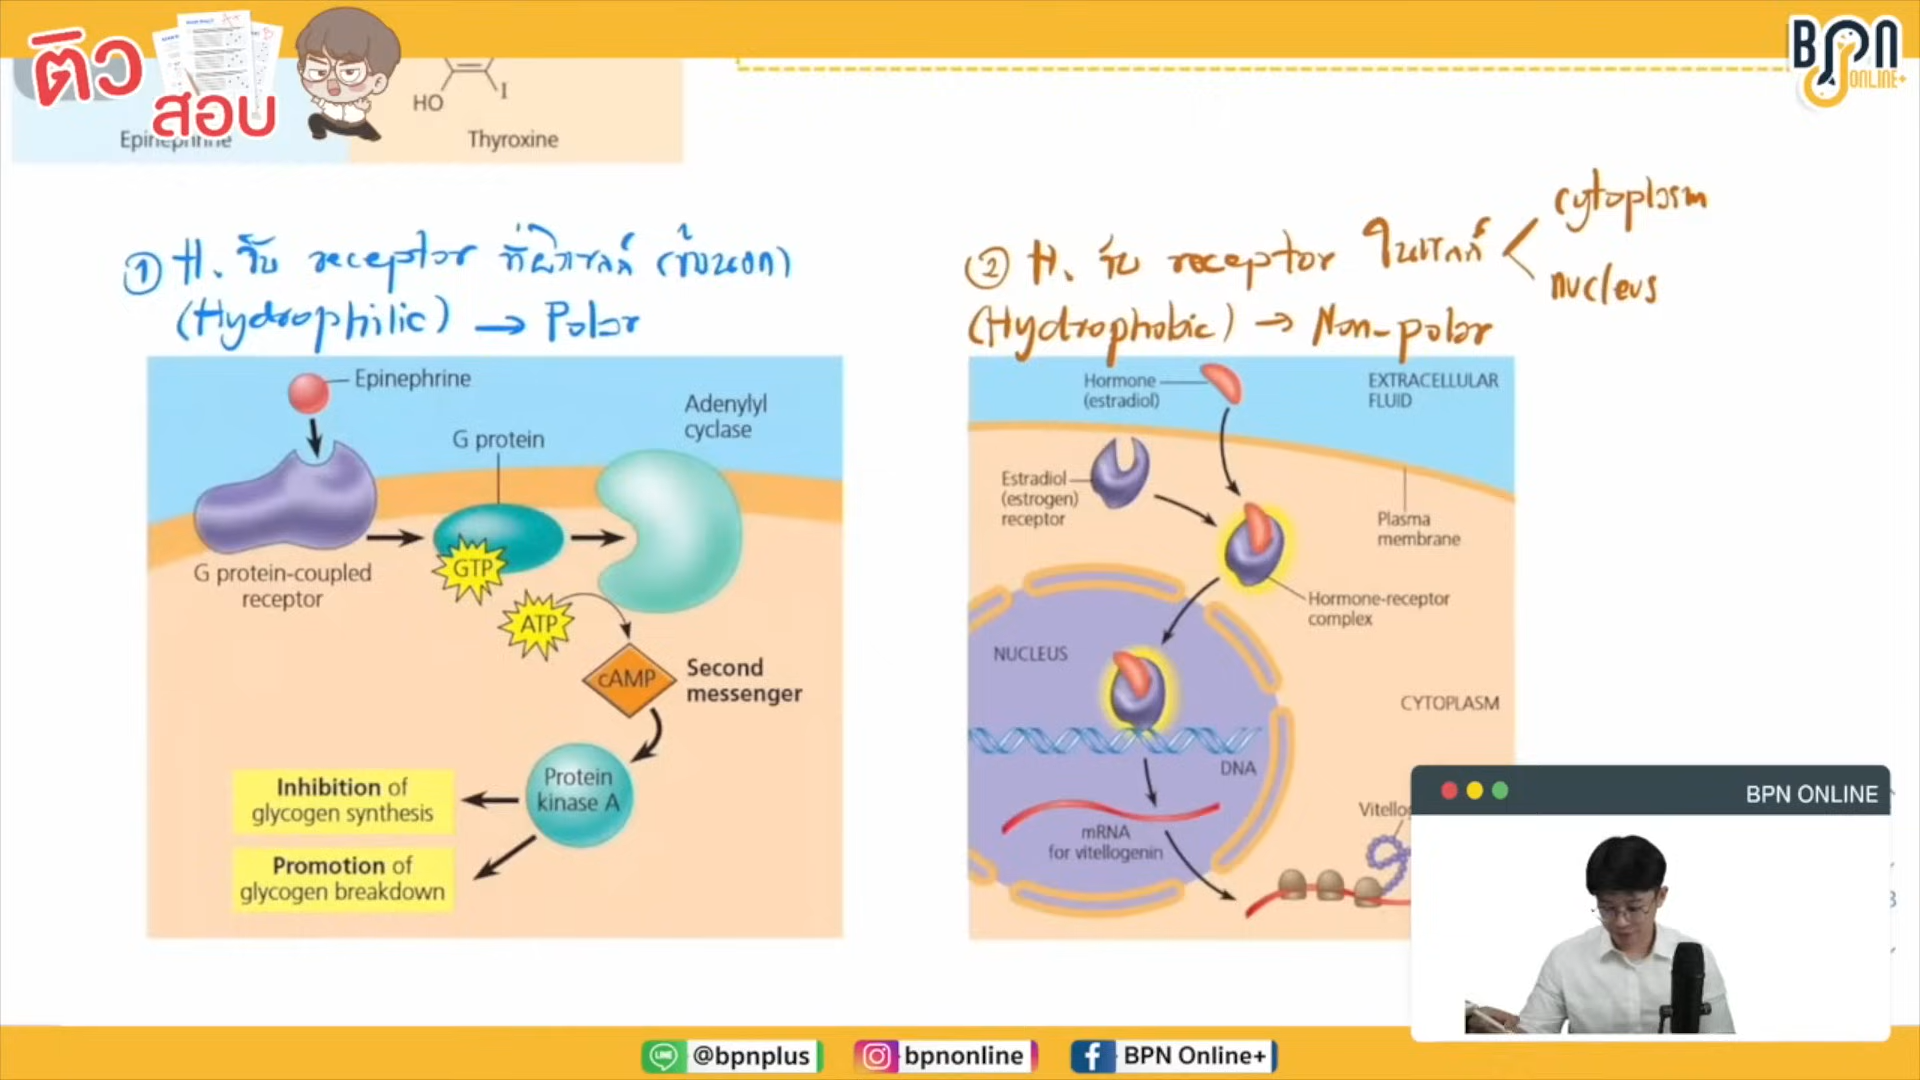 ติว
สอบ
BPN
ONLINE+
HO
I
Epinephrine
Thyroxine
① H. จับ receptor ที่ผิวเซลล์ (ข้างนอก)
(Hydrophilic) → Polar
② H. จับ receptor ในเซลล์ < cytoplasm
nucleus
(Hydrophobic) → Non-polar
Epinephrine
G protein
Adenylyl
cyclase
GTP
G protein-coupled
receptor
ATP
cAMP
Second
messenger
Protein
kinase A
Inhibition of
glycogen synthesis
Promotion of
glycogen breakdown
Hormone
(estradiol)
EXTRACELLULAR
FLUID
Estradiol
(estrogen)
receptor
Plasma
membrane
Hormone-receptor
complex
NUCLEUS
CYTOPLASM
DNA
mRNA
for vitellogenin
Vitello
BPN ONLINE
LINE @bpnplus
bpnonline
BPN Online+